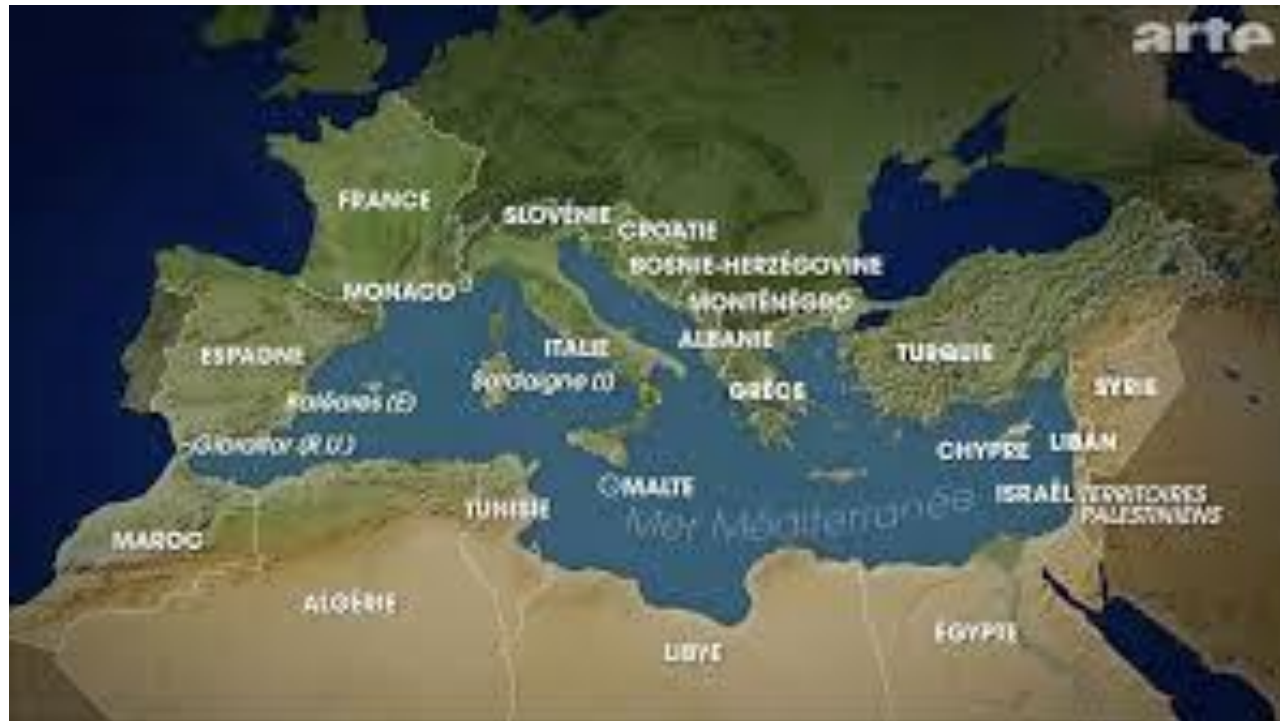 arte
FRANCE
SLOVÉNIE
CROATIE
BOSNIE-HERZÉGOVINE
MONACO
MONTÉNÉGRO
ALBANIE
ITALIE
ESPAGNE
TURQUIE
Sardaigne (I)
GRÈCE
SYRIE
Baléares (E)
Gibraltar (R.U.)
CHYPRE
LIBAN
MALTE
ISRAËL
TERRITOIRES
PALESTINIENS
TUNISIE
Mer Méditerranée
MAROC
ALGÉRIE
ÉGYPTE
LIBYE